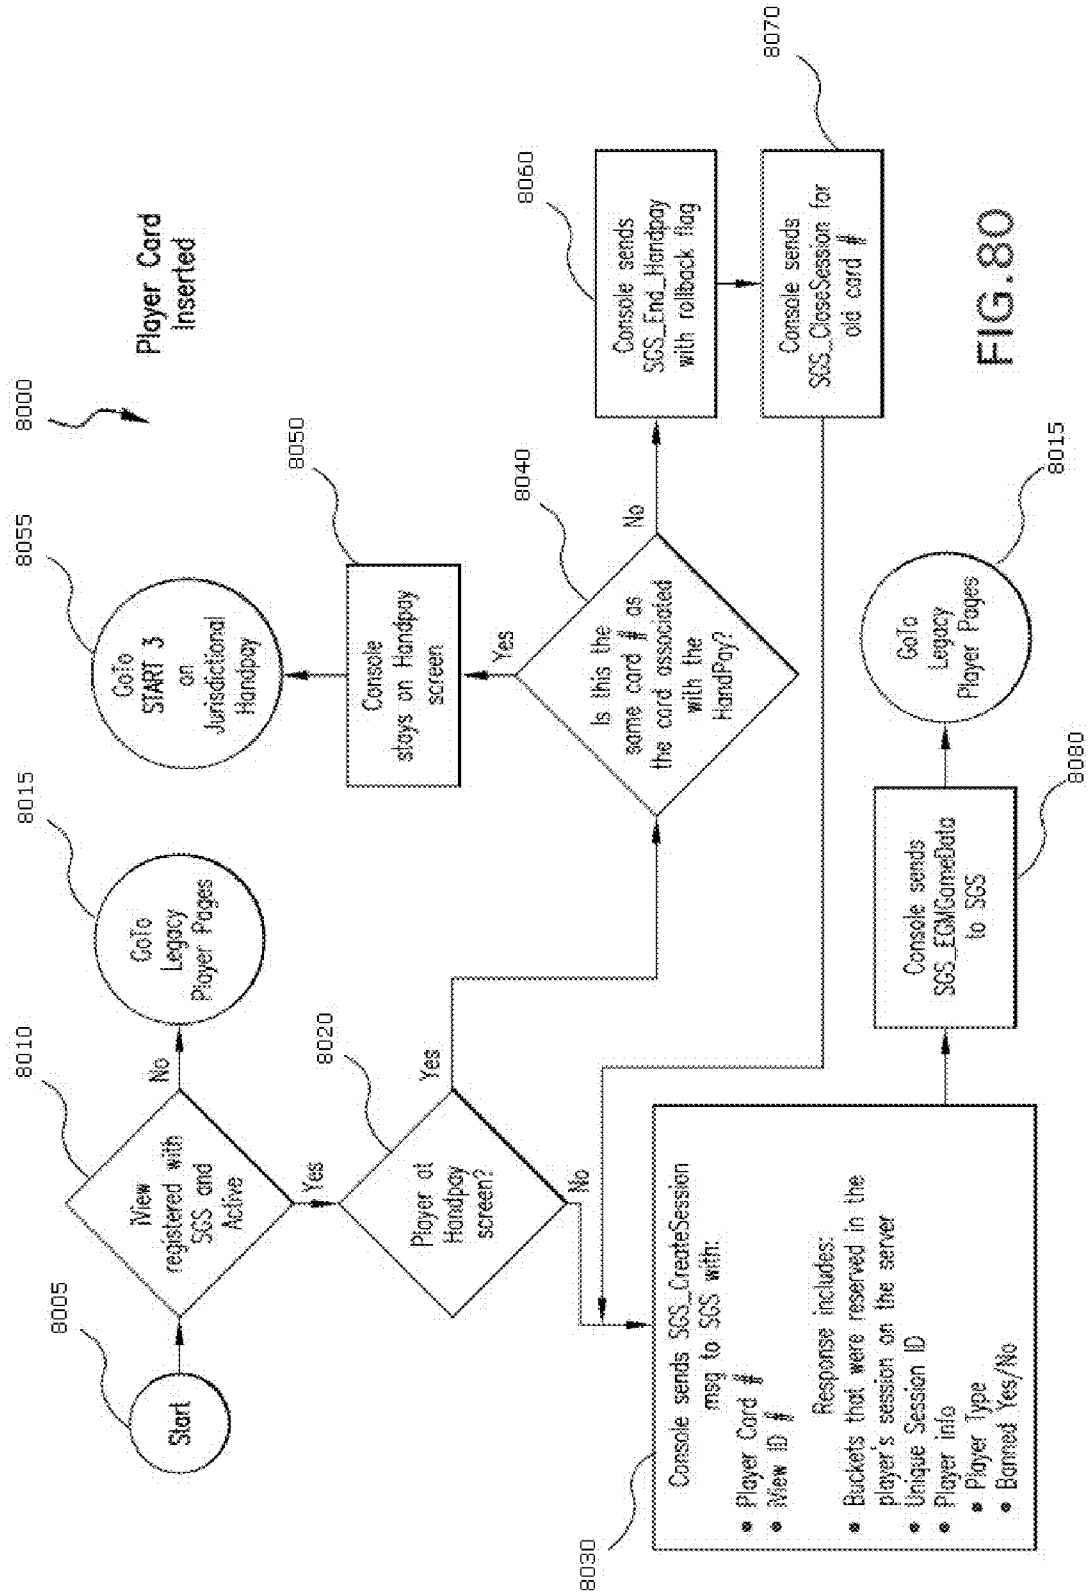 8000
Player Card
Inserted
8005
Start
8010
iView
registered with
SGS and
Active
No
Yes
8015
GoTo
Legacy
Player Pages
8020
Player at
Handpay
screen?
Yes
No
8055
GoTo
START 3
on
Jurisdictional
Handpay
8050
Console
stays on Handpay
screen
Yes
8040
Is this the
same card # as
the card associated
with the
HandPay?
No
8060
Console sends
SGS_End_Handpay
with rollback flag
8070
Console sends
SGS_CloseSession for
old card #
8030
Console sends SGS_CreateSession
msg to SGS with:
• Player Card #
• iView ID #
Response includes:
• Buckets that were reserved in the
player's session on the server
• Unique Session ID
• Player info
• Player Type
• Banned Yes/No
8080
Console sends
SGS_EGMGameData
to SGS
8015
GoTo
Legacy
Player Pages
FIG.80